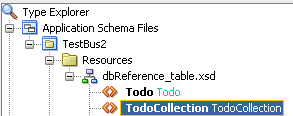 Type Explorer
Application Schema Files
TestBus2
Resources
dbReference_table.xsd
Todo Todo
TodoCollection TodoCollection